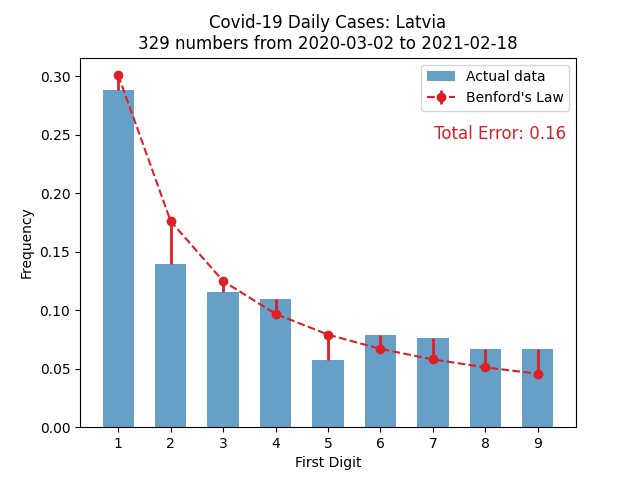 Covid-19 Daily Cases: Latvia
329 numbers from 2020-03-02 to 2021-02-18
Actual data
Benford's Law
Total Error: 0.16
Frequency
0.30
0.25
0.20
0.15
0.10
0.05
0.00
1 2 3 4 5 6 7 8 9
First Digit